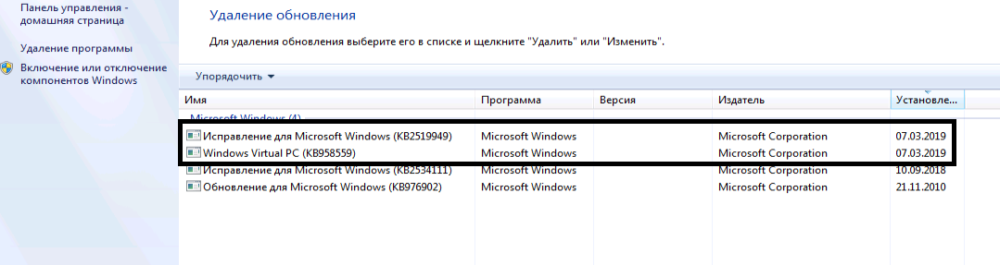 Панель управления -
домашняя страница
Удаление программы
Включение или отключение
компонентов Windows
Удаление обновления
Для удаления обновления выберите его в списке и щелкните "Удалить" или "Изменить".
Упорядочить
Имя Программа Версия Издатель Установле...
Microsoft Windows (4)
Исправление для Microsoft Windows (KB2519949) Microsoft Windows Microsoft Corporation 07.03.2019
Windows Virtual PC (KB958559) Microsoft Windows Microsoft Corporation 07.03.2019
Исправление для Microsoft Windows (KB2534111) Microsoft Windows Microsoft Corporation 10.09.2018
Обновление для Microsoft Windows (KB976902) Microsoft Windows Microsoft Corporation 21.11.2010